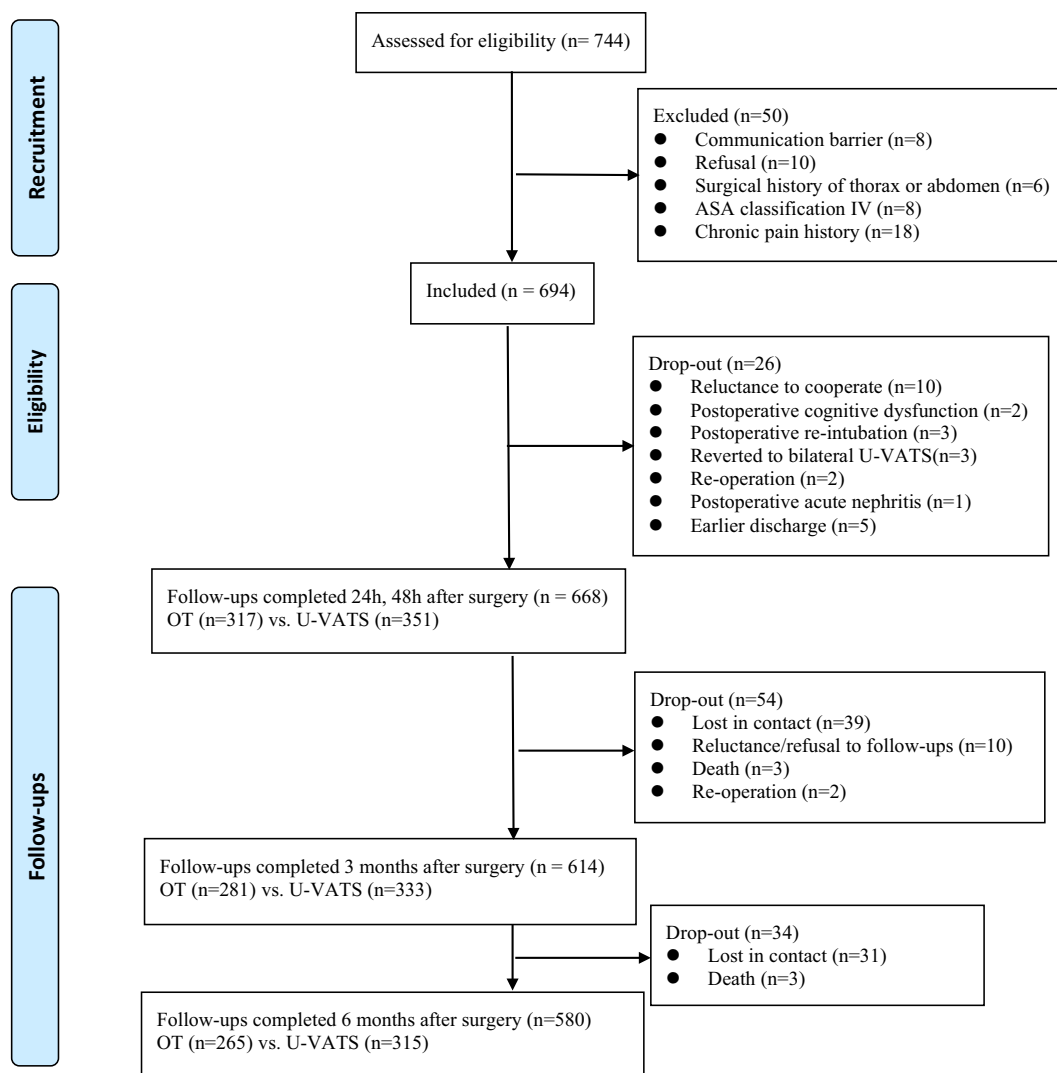 Recruitment
Assessed for eligibility (n= 744)
Excluded (n=50)
● Communication barrier (n=8)
● Refusal (n=10)
● Surgical history of thorax or abdomen (n=6)
● ASA classification IV (n=8)
● Chronic pain history (n=18)
Included (n = 694)
Eligibility
Drop-out (n=26)
● Reluctance to cooperate (n=10)
● Postoperative cognitive dysfunction (n=2)
● Postoperative re-intubation (n=3)
● Reverted to bilateral U-VATS(n=3)
● Re-operation (n=2)
● Postoperative acute nephritis (n=1)
● Earlier discharge (n=5)
Follow-ups completed 24h, 48h after surgery (n = 668)
OT (n=317) vs. U-VATS (n=351)
Follow-ups
Drop-out (n=54)
● Lost in contact (n=39)
● Reluctance/refusal to follow-ups (n=10)
● Death (n=3)
● Re-operation (n=2)
Follow-ups completed 3 months after surgery (n = 614)
OT (n=281) vs. U-VATS (n=333)
Drop-out (n=34)
● Lost in contact (n=31)
● Death (n=3)
Follow-ups completed 6 months after surgery (n=580)
OT (n=265) vs. U-VATS (n=315)